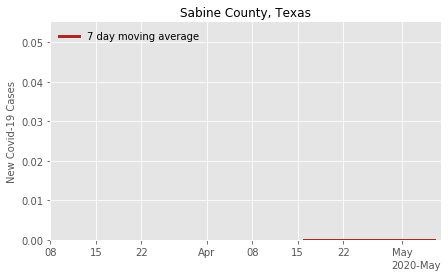 Sabine County, Texas
7 day moving average
New Covid-19 Cases
0.05
0.04
0.03
0.02
0.01
0.00
08 15 22 Apr 08 15 22 May
2020-May